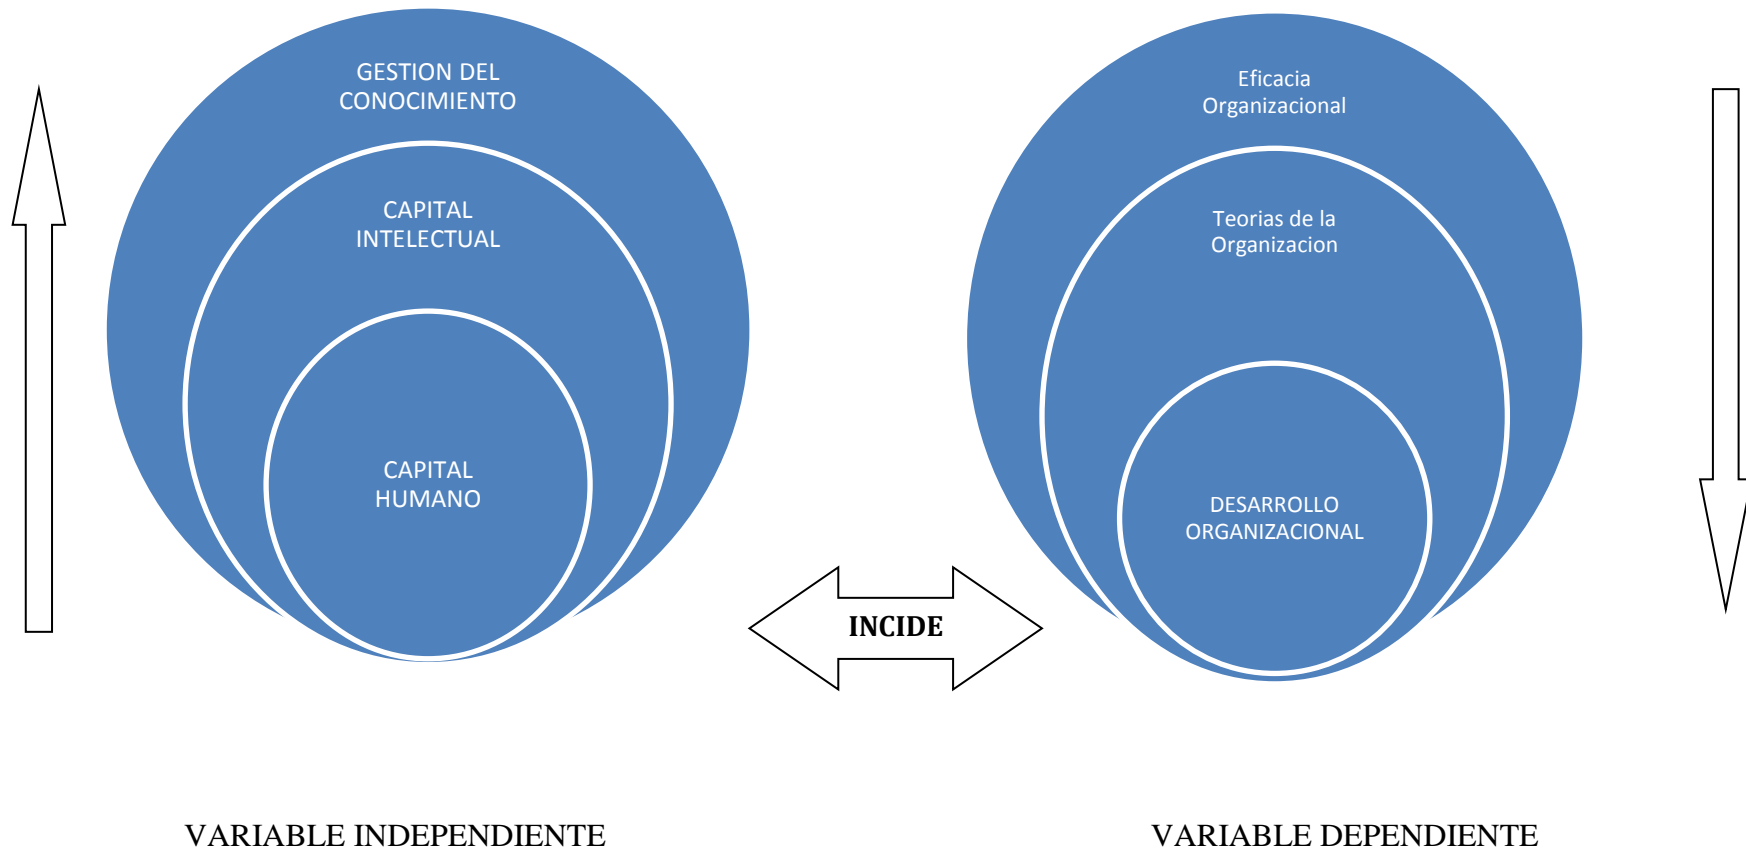 GESTION DEL
CONOCIMIENTO
CAPITAL
INTELECTUAL
CAPITAL
HUMANO
Eficacia
Organizacional
Teorias de la
Organizacion
DESARROLLO
ORGANIZACIONAL
INCIDE
VARIABLE INDEPENDIENTE
VARIABLE DEPENDIENTE